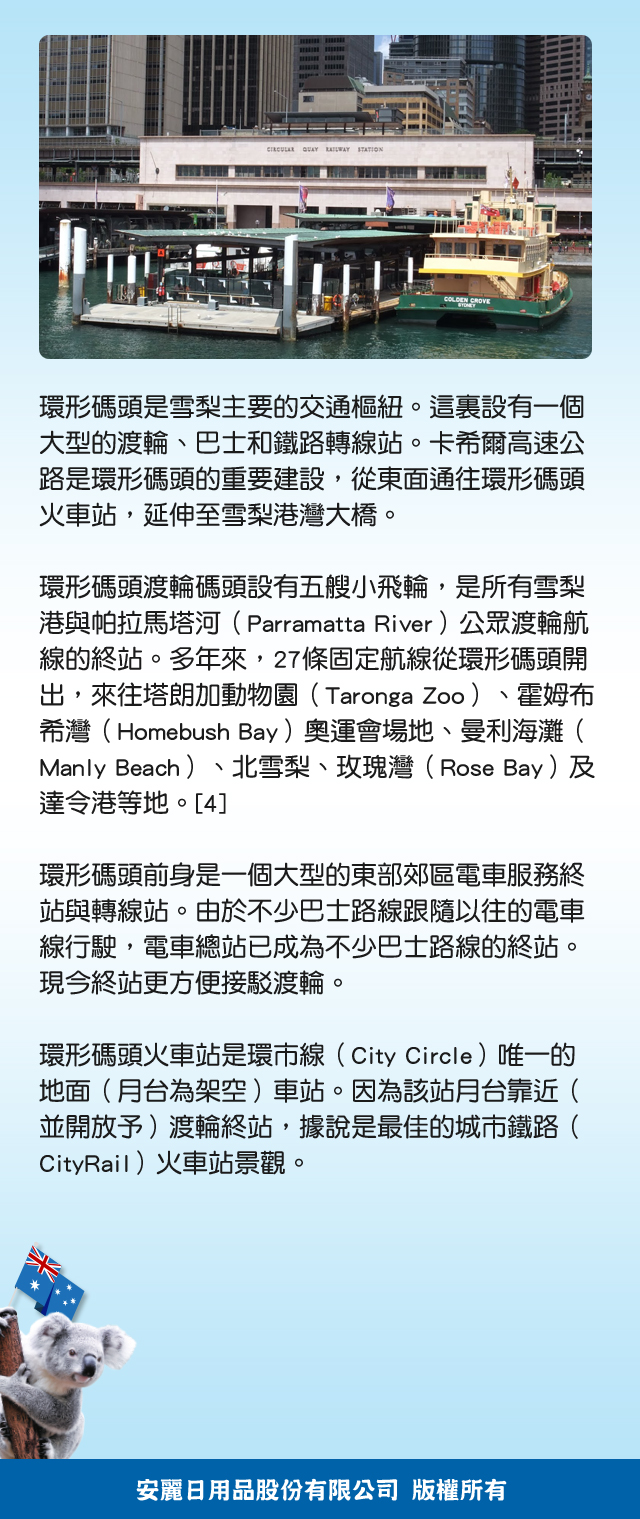 CIRCULAR QUAY RAILWAY STATION
4
GOLDEN GROVE
SYDNEY
環形碼頭是雪梨主要的交通樞紐。這裏設有一個
大型的渡輪、巴士和鐵路轉線站。卡希爾高速公
路是環形碼頭的重要建設，從東面通往環形碼頭
火車站，延伸至雪梨港灣大橋。
環形碼頭渡輪碼頭設有五艘小飛輪，是所有雪梨
港與帕拉馬塔河（Parramatta River）公眾渡輪航
線的終站。多年來，27條固定航線從環形碼頭開
出，來往塔朗加動物園（Taronga Zoo）、霍姆布
希灣（Homebush Bay）奧運會場地、曼利海灘（
Manly Beach）、北雪梨、玫瑰灣（Rose Bay）及
達令港等地。[4]
環形碼頭前身是一個大型的東部郊區電車服務終
站與轉線站。由於不少巴士路線跟隨以往的電車
線行駛，電車總站已成為不少巴士路線的終站。
現今終站更方便接駁渡輪。
環形碼頭火車站是環市線（City Circle）唯一的
地面（月台為架空）車站。因為該站月台靠近（
並開放予）渡輪終站，據說是最佳的城市鐵路（
CityRail）火車站景觀。
安麗日用品股份有限公司 版權所有